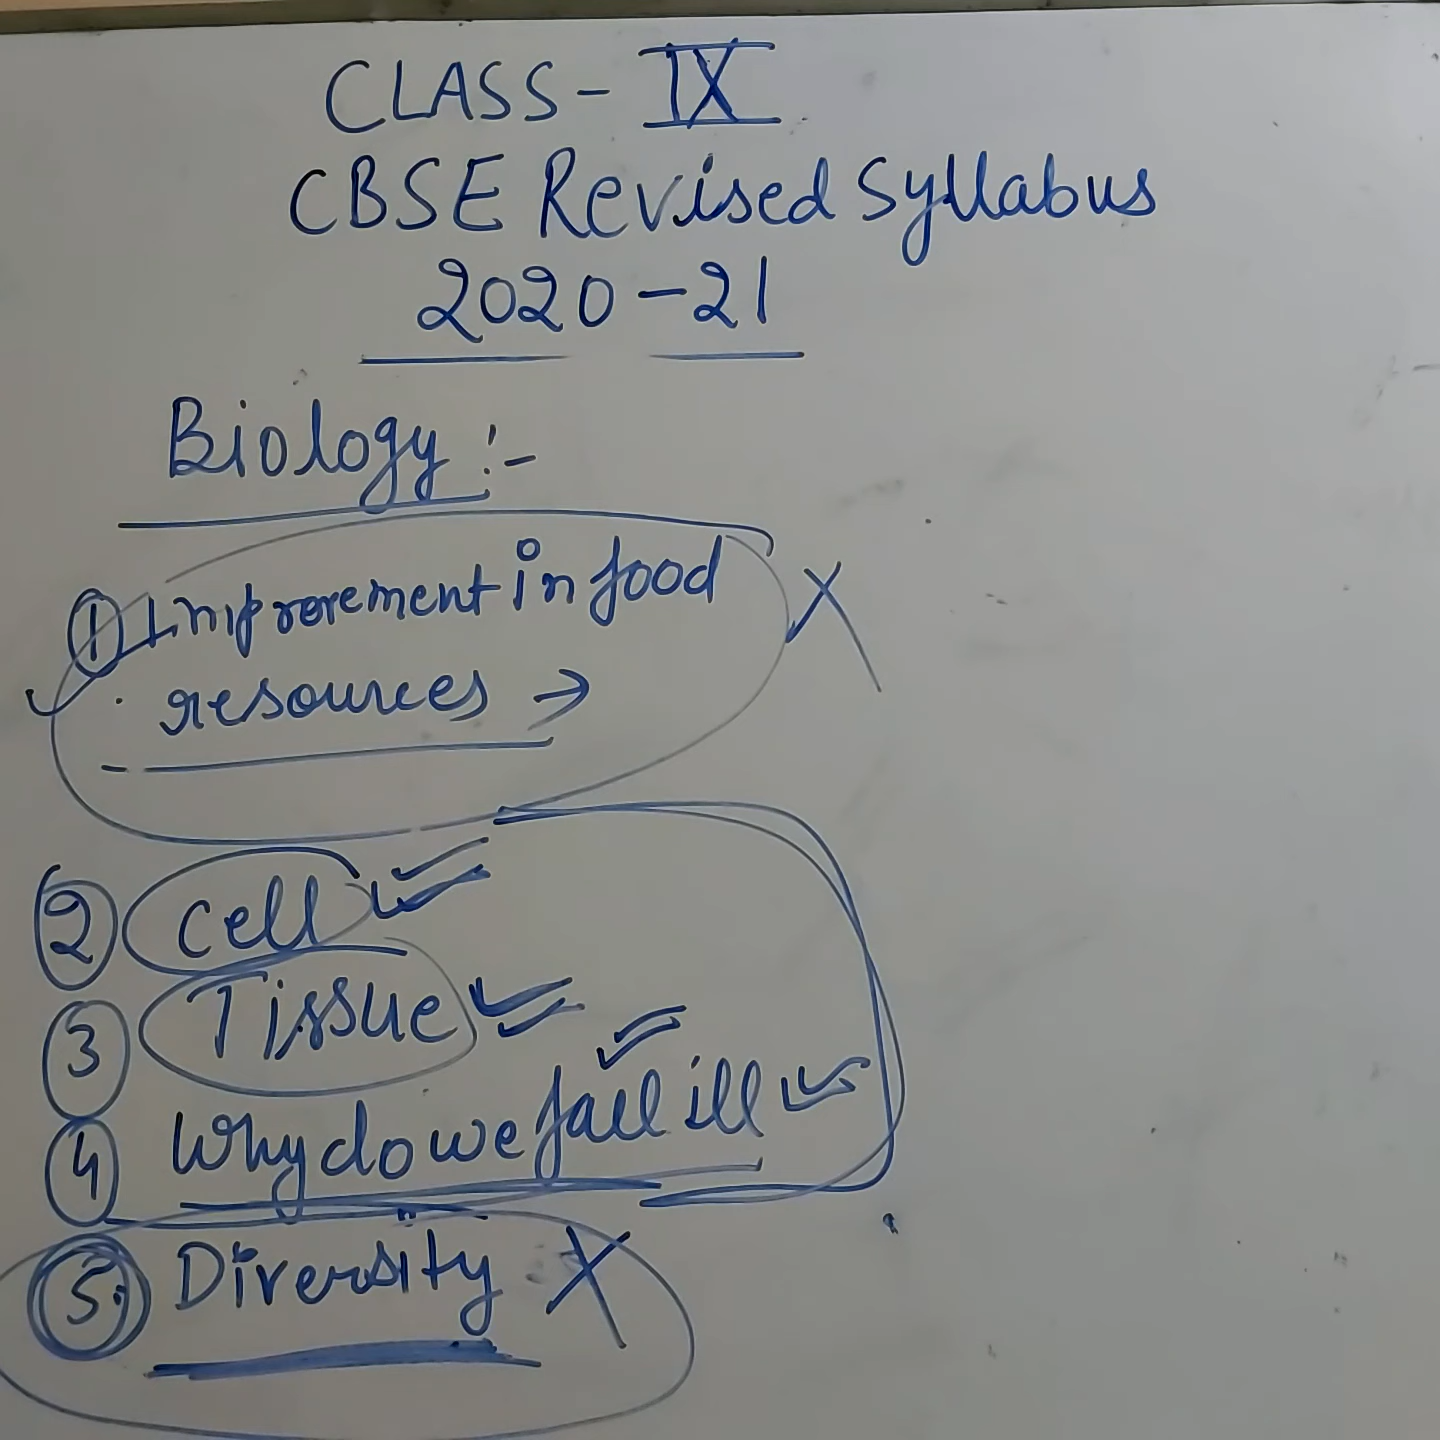 CLASS - IX
CBSE Revised Syllabus
2020-21
Biology :-
① Improvement in food
resources →
② Cell
③ Tissue
④ Why do we fall ill
⑤ Diversity